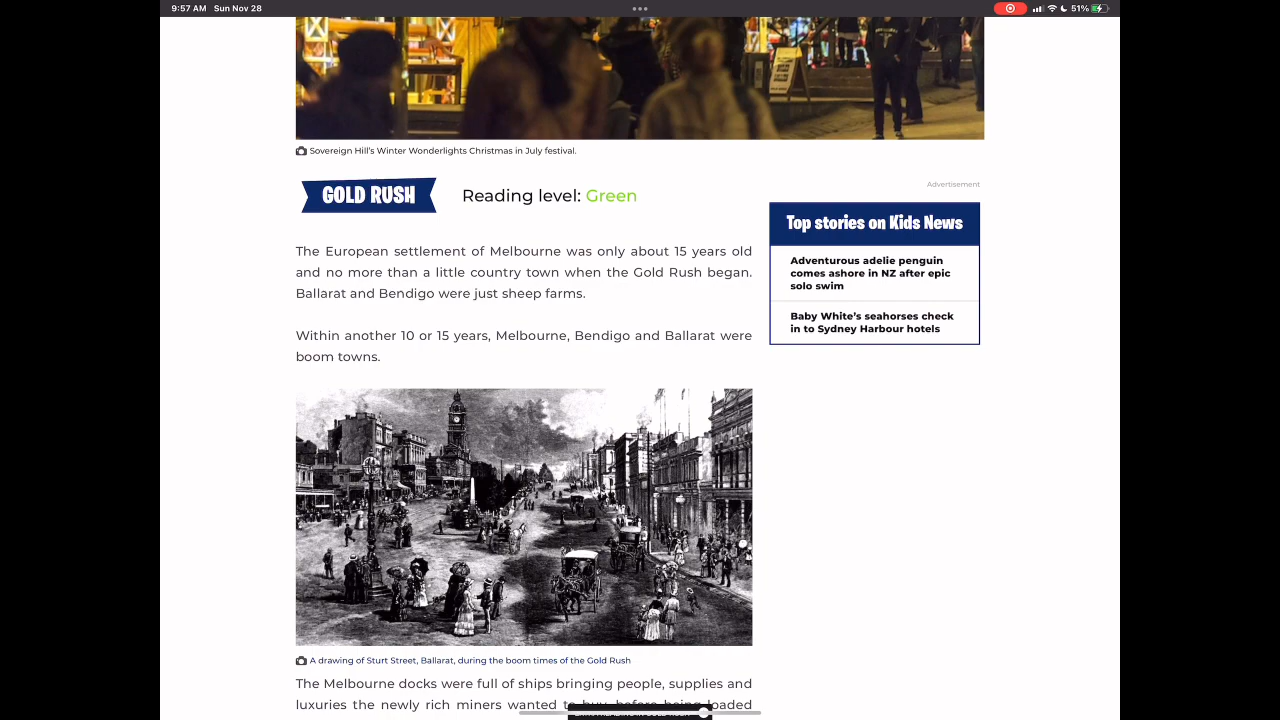 9:57 AM Sun Nov 28
51%
Sovereign Hill's Winter Wonderlights Christmas in July festival.
GOLD RUSH
Reading level: Green
Advertisement
The European settlement of Melbourne was only about 15 years old
and no more than a little country town when the Gold Rush began.
Ballarat and Bendigo were just sheep farms.
Within another 10 or 15 years, Melbourne, Bendigo and Ballarat were
boom towns.
Top stories on Kids News
Adventurous adelie penguin
comes ashore in NZ after epic
solo swim
Baby White's seahorses check
in to Sydney Harbour hotels
A drawing of Sturt Street, Ballarat, during the boom times of the Gold Rush
The Melbourne docks were full of ships bringing people, supplies and
luxuries the newly rich miners wanted to buy, before being loaded